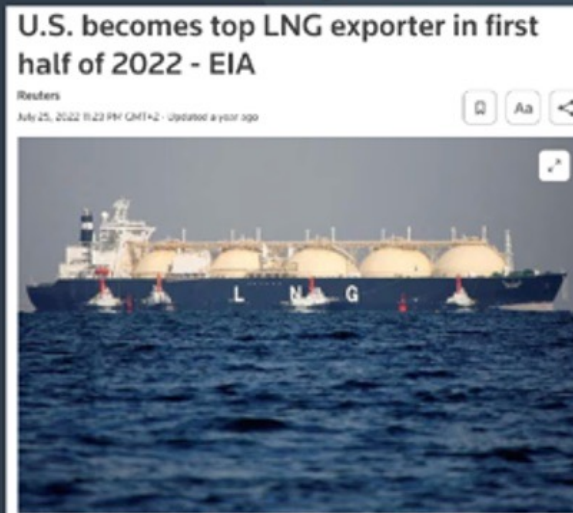 U.S. becomes top LNG exporter in first
half of 2022 - EIA
Reuters
July 25, 2022 11:23 PM GMT+2 · Updated a year ago
Aa
L N G